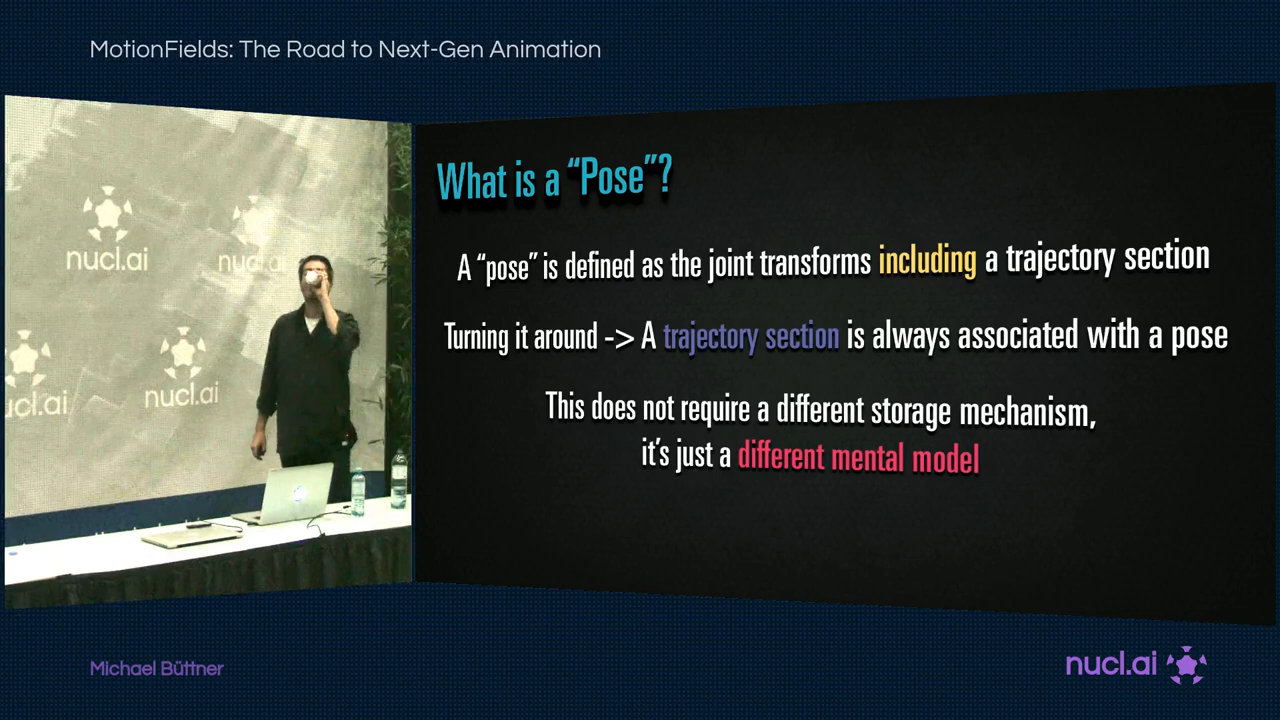 MotionFields: The Road to Next-Gen Animation
nucl.ai
nucl.ai
ucl.ai
nucl.ai
What is a “Pose”?
A “pose” is defined as the joint transforms including a trajectory section
Turning it around -> A trajectory section is always associated with a pose
This does not require a different storage mechanism,
it's just a different mental model
Michael Büttner
nucl.ai